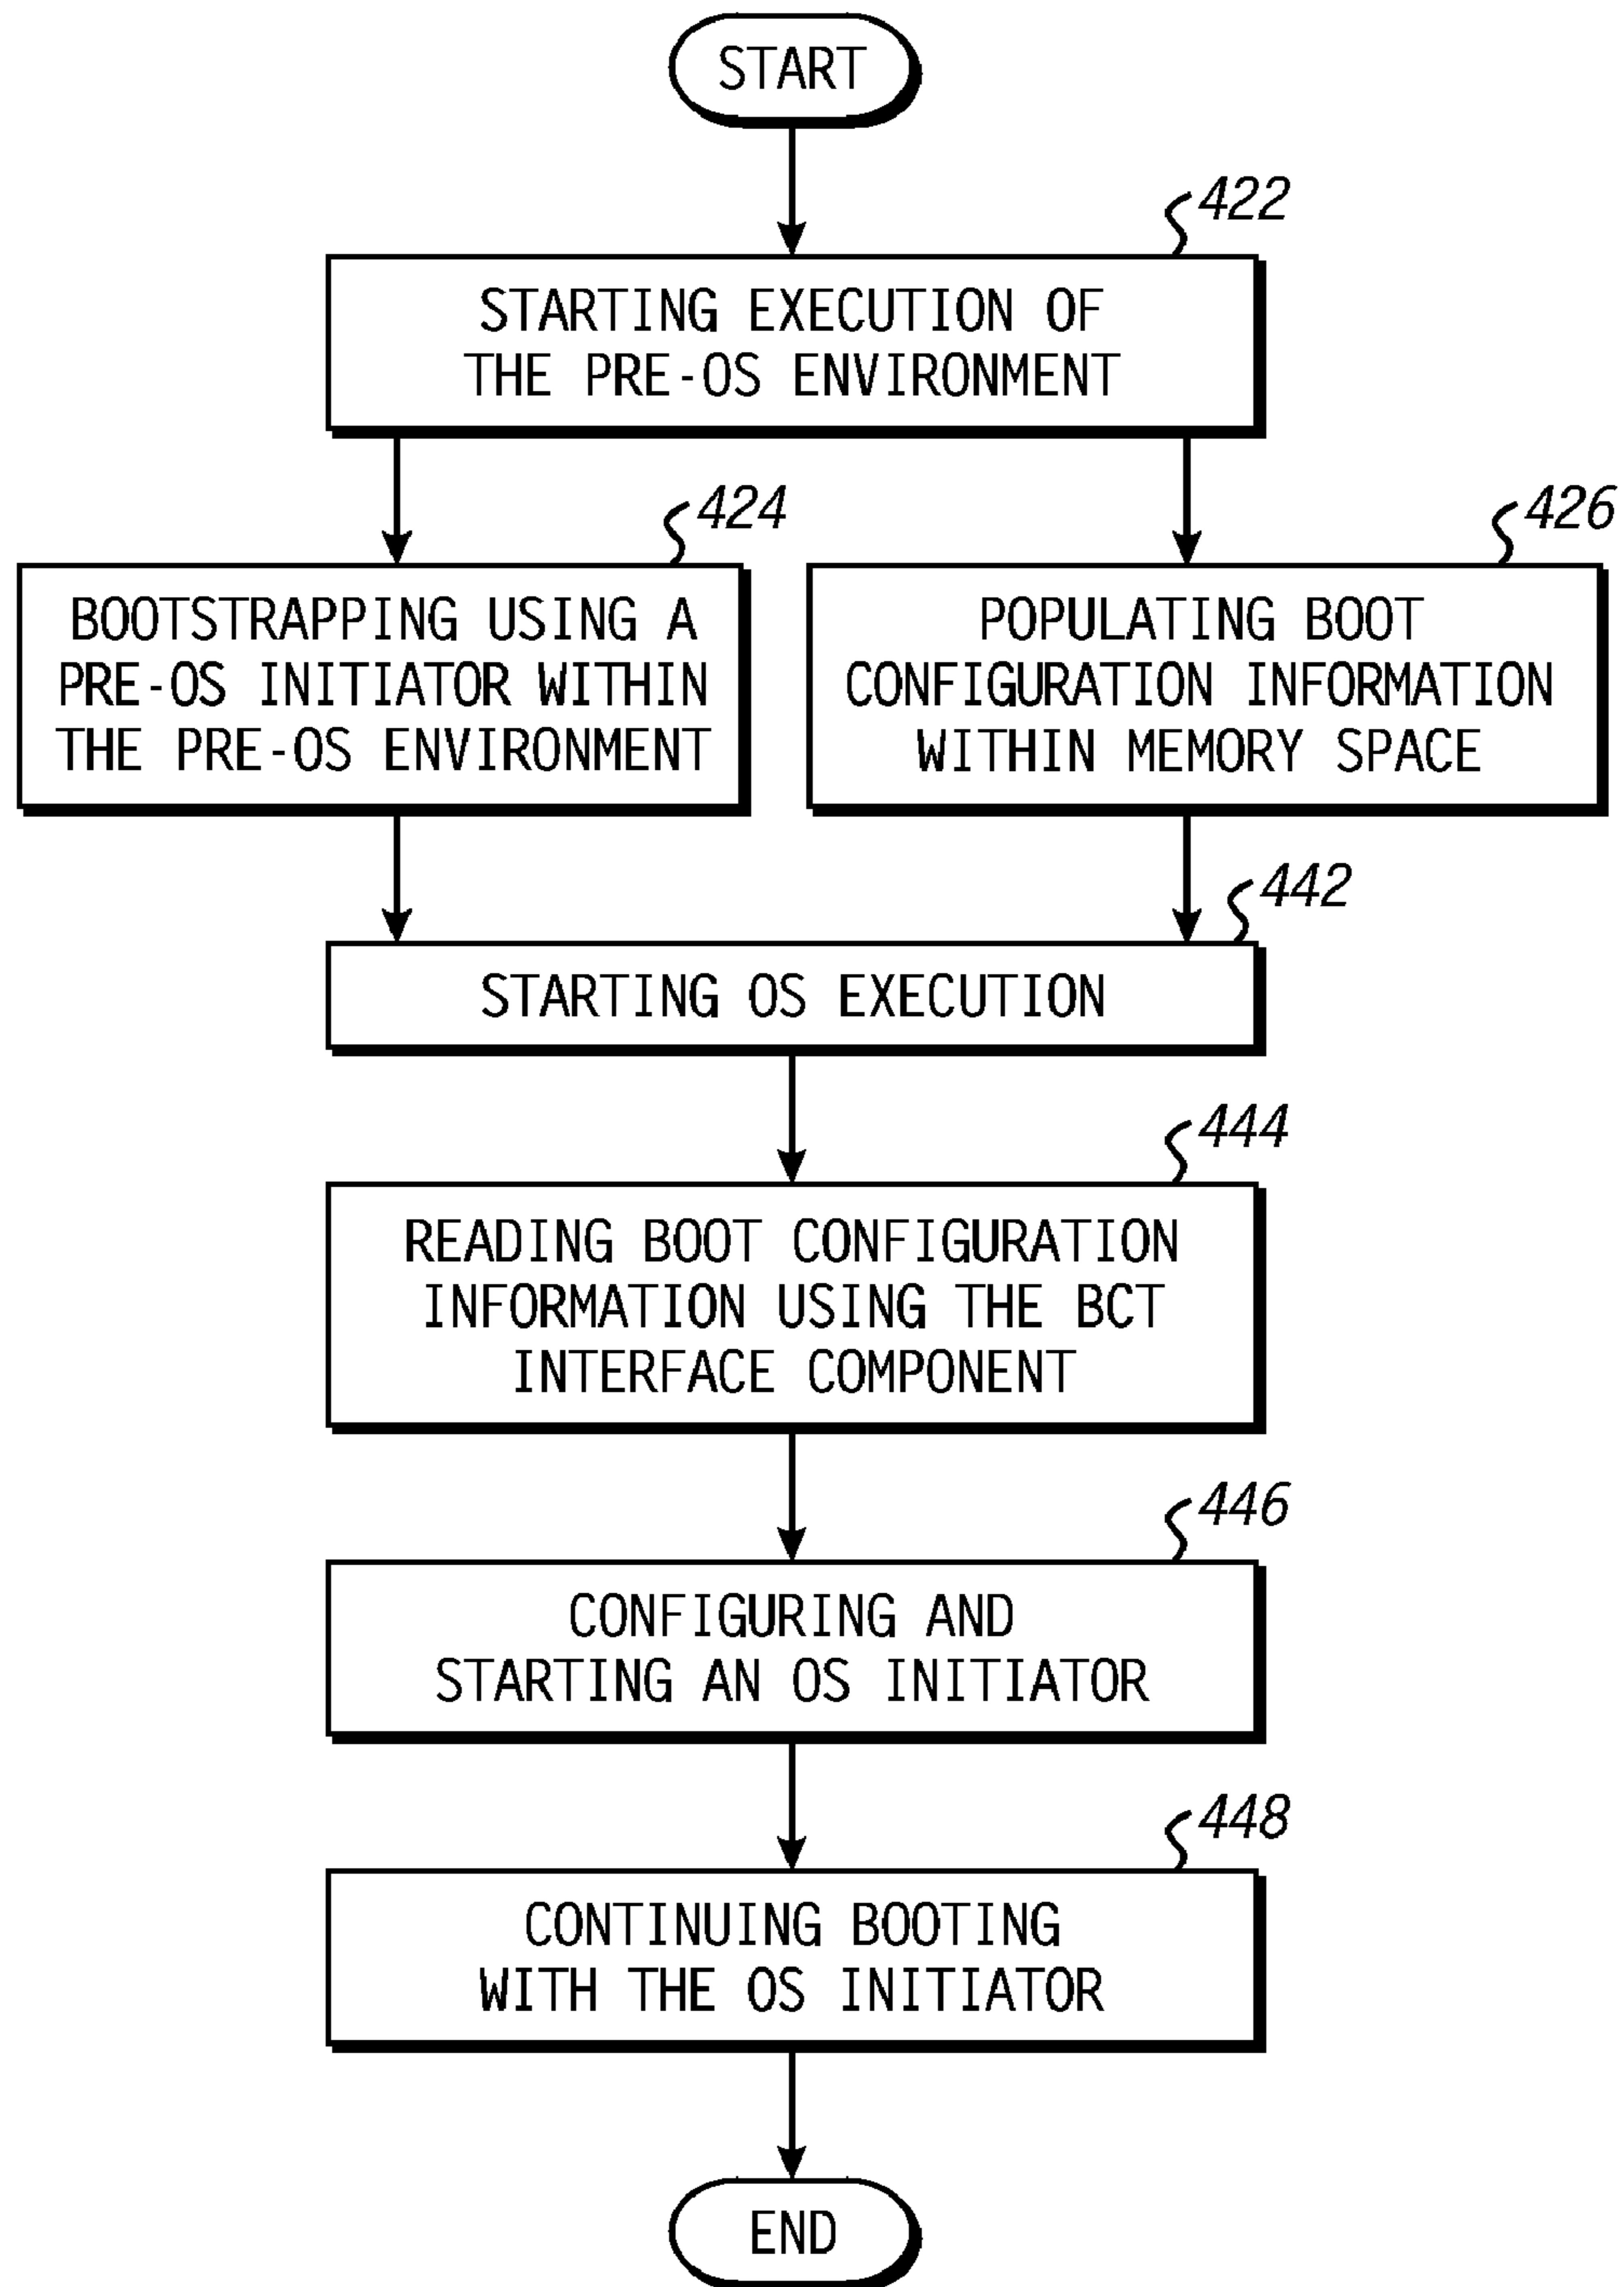 START
422
STARTING EXECUTION OF
THE PRE-OS ENVIRONMENT
424
BOOTSTRAPPING USING A
PRE-OS INITIATOR WITHIN
THE PRE-OS ENVIRONMENT
426
POPULATING BOOT
CONFIGURATION INFORMATION
WITHIN MEMORY SPACE
442
STARTING OS EXECUTION
444
READING BOOT CONFIGURATION
INFORMATION USING THE BCT
INTERFACE COMPONENT
446
CONFIGURING AND
STARTING AN OS INITIATOR
448
CONTINUING BOOTING
WITH THE OS INITIATOR
END